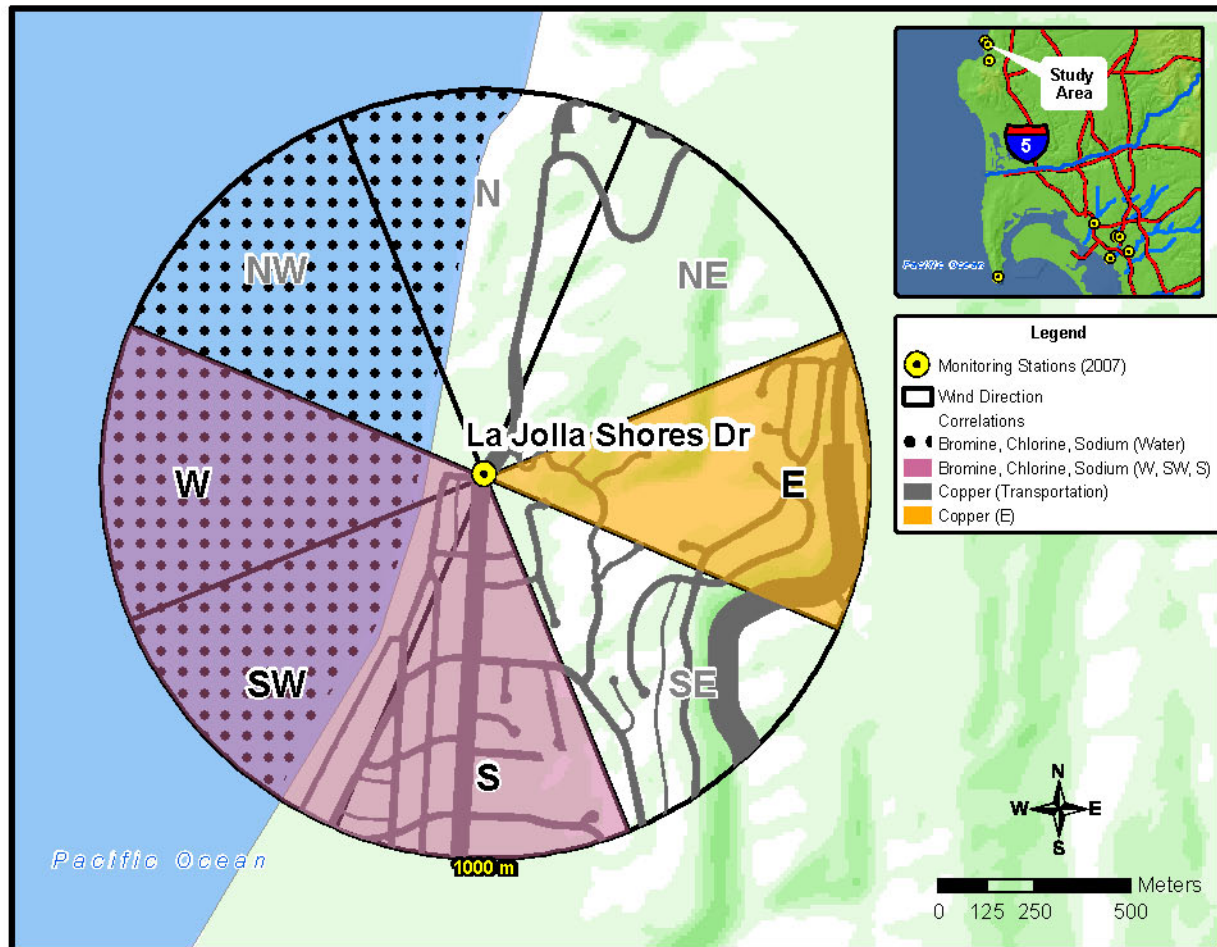 N
NW
NE
La Jolla Shores Dr
W
E
SW
SE
S
1000 m
Pacific Ocean
Study
Area
5
Pacific Ocean
Legend
Monitoring Stations (2007)
Wind Direction
Correlations
Bromine, Chlorine, Sodium (Water)
Bromine, Chlorine, Sodium (W, SW, S)
Copper (Transportation)
Copper (E)
N
W E
S
Meters
0 125 250 500